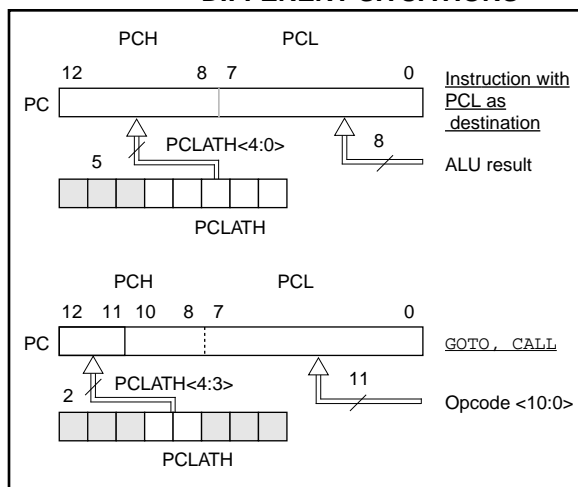 DIFFERENT SITUATIONS
PCH PCL
12 8 7 0
PC
Instruction with
PCL as
destination
PCLATH<4:0>
5
8
ALU result
PCLATH
PCH PCL
12 11 10 8 7 0
PC
GOTO, CALL
PCLATH<4:3>
2
11
Opcode <10:0>
PCLATH